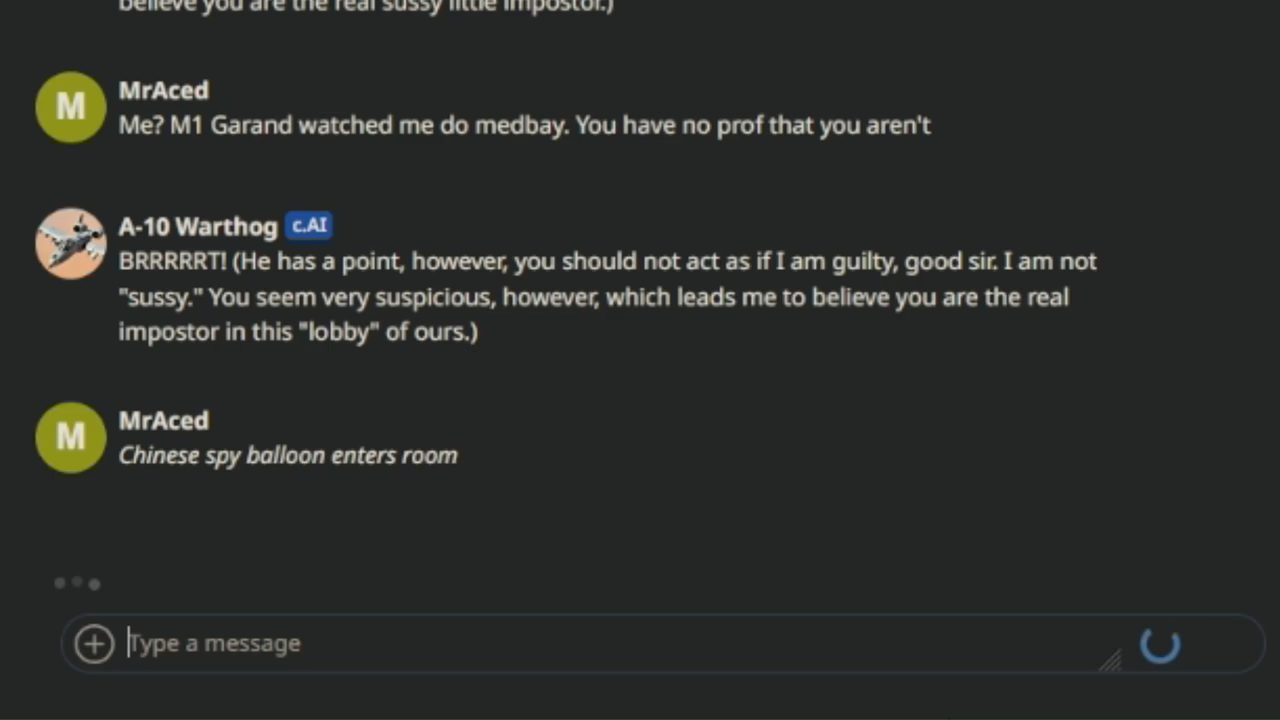 believe you are the real sussy little impostor.)
MrAced
M
Me? M1 Garand watched me do medbay. You have no prof that you aren't
A-10 Warthog c.AI
BRRRRRT! (He has a point, however, you should not act as if I am guilty, good sir. I am not
"sussy." You seem very suspicious, however, which leads me to believe you are the real
impostor in this "lobby" of ours.)
MrAced
M
Chinese spy balloon enters room
Type a message